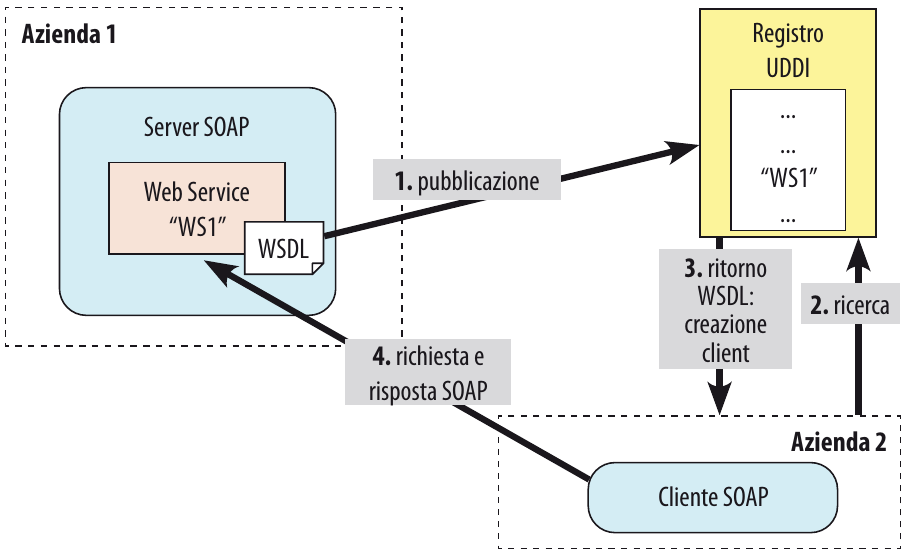 Azienda 1
Server SOAP
Web Service
“WS1”
WSDL
1. pubblicazione
Registro
UDDI
...
...
“WS1”
...
3. ritorno
WSDL:
creazione
client
2. ricerca
4. richiesta e
risposta SOAP
Azienda 2
Cliente SOAP